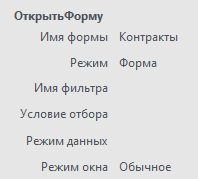 ОткрытьФорму
Имя формы Контракты
Режим Форма
Имя фильтра
Условие отбора
Режим данных
Режим окна Обычное